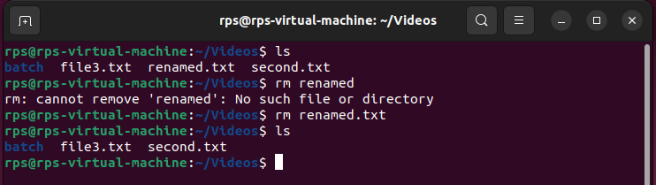 rps@rps-virtual-machine: ~/Videos
rps@rps-virtual-machine:~/Videos$ ls
batch  file3.txt  renamed.txt  second.txt
rps@rps-virtual-machine:~/Videos$ rm renamed
rm: cannot remove 'renamed': No such file or directory
rps@rps-virtual-machine:~/Videos$ rm renamed.txt
rps@rps-virtual-machine:~/Videos$ ls
batch  file3.txt  second.txt
rps@rps-virtual-machine:~/Videos$